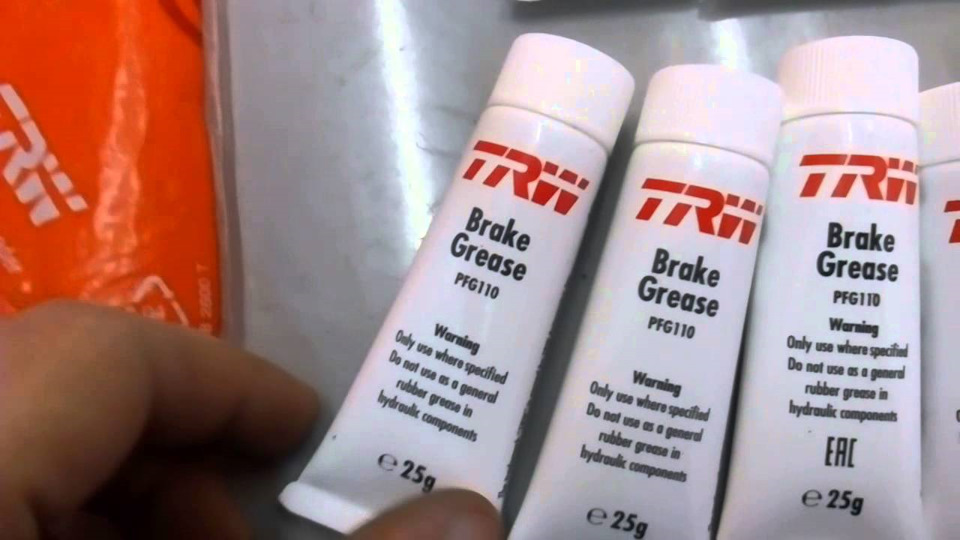 TRW
TRW
Brake
Grease
PFG110
Warning
Only use where specified
Do not use as a general
rubber grease in
hydraulic components
℮ 25g
TRW
Brake
Grease
PFG110
Warning
Only use where specified
Do not use as a general
rubber grease in
hydraulic components
℮ 25g
TRW
Brake
Grease
PFG110
Warning
Only use where specified
Do not use as a general
rubber grease in
hydraulic components
EAC
℮ 25g